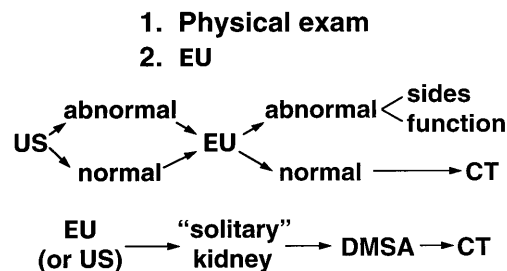 1. Physical exam
2. EU
abnormal abnormal sides
function
US EU
normal normal CT
EU “solitary” DMSA CT
(or US) kidney